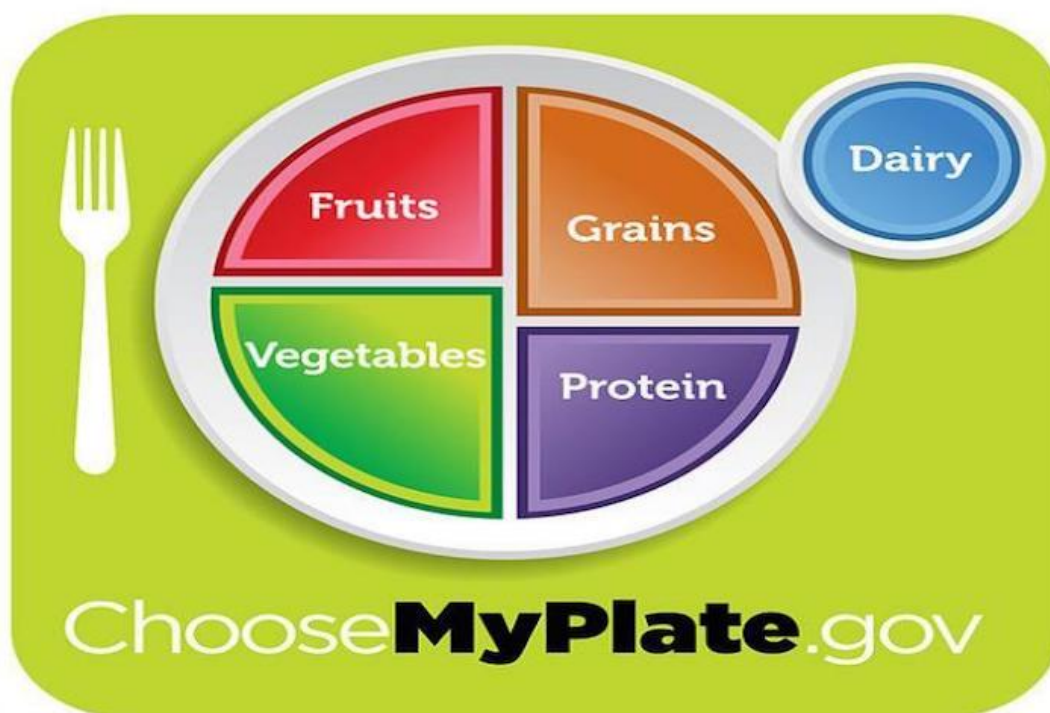 Fruits
Grains
Dairy
Vegetables
Protein
ChooseMyPlate.gov